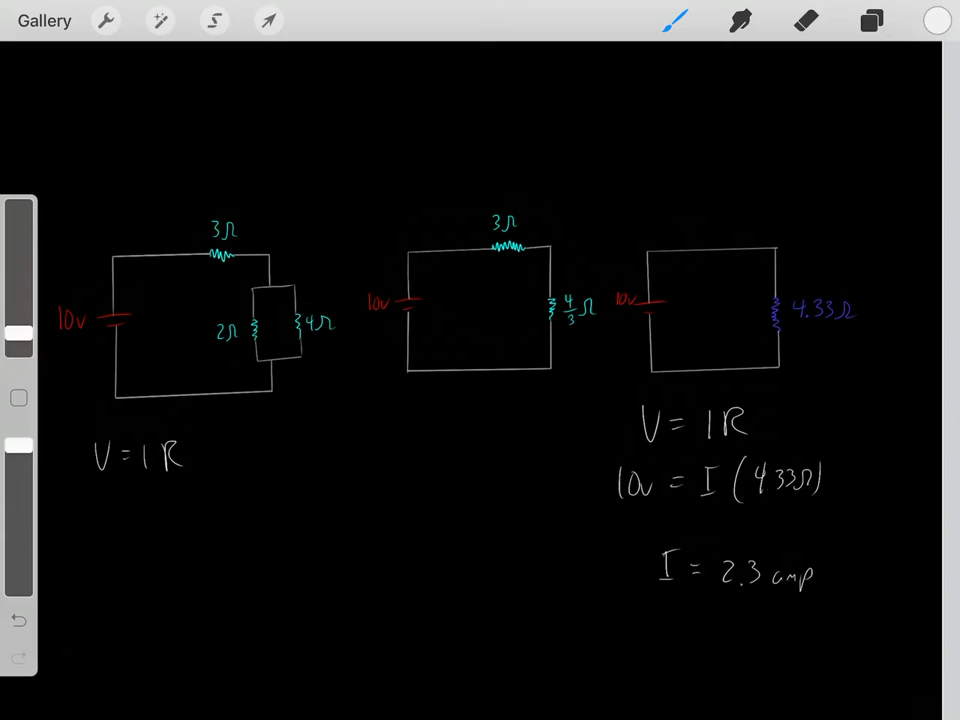 Gallery
3Ω
10v
2Ω
4Ω
V = IR
3Ω
10v
4/3 Ω
10v
4.33Ω
V = IR
10v = I (4.33Ω)
I = 2.3 amp